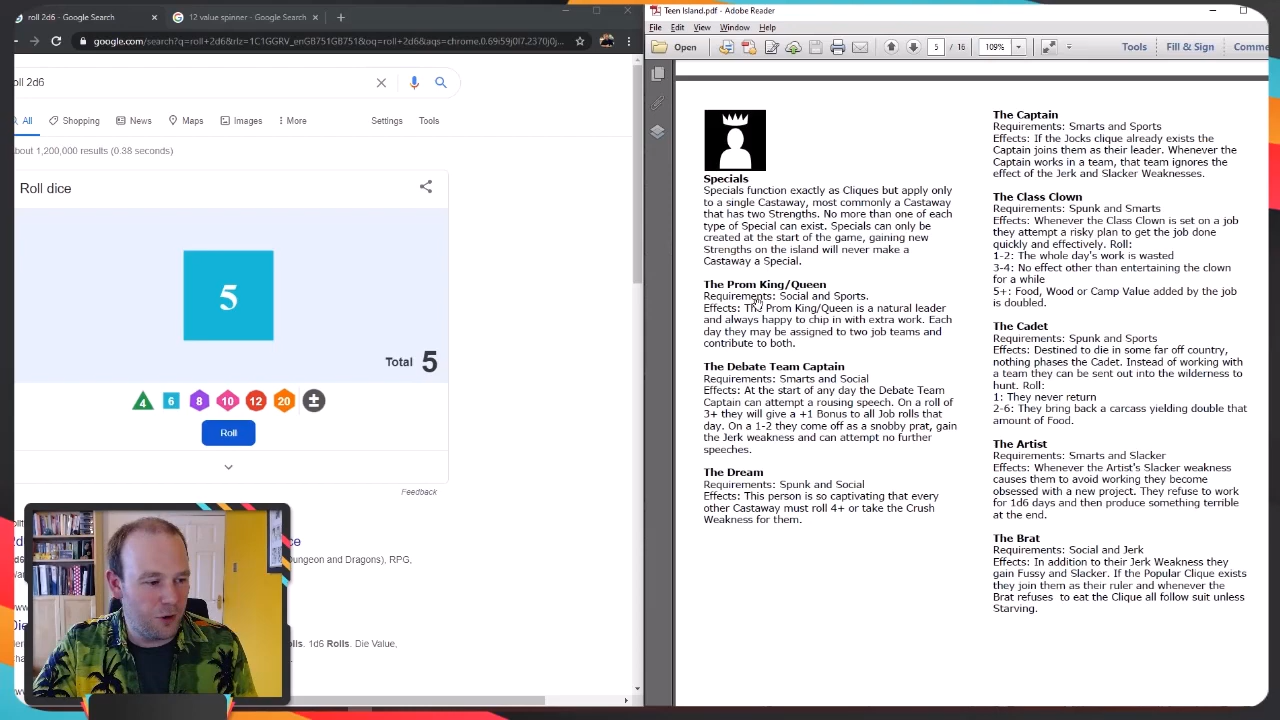 roll 2d6 - Google Search
12 value spinner - Google Search
google.com/search?q=roll+2d6&rlz=1C1GGRV_enGB751GB751&oq=roll+2d6&aqs=chrome.0.69i59j0l7.2370j0j...
oll 2d6
All
Shopping
News
Maps
Images
More
Settings
Tools
bout 1,200,000 results (0.38 seconds)
Roll dice
5
Total 5
6
8
10
12
20
Roll
Feedback
ce
ungeon and Dragons), RPG,
lls. 1d6 Rolls. Die Value,
Teen Island.pdf - Adobe Reader
File Edit View Window Help
Open
5 / 16
109%
Tools
Fill & Sign
Comme
Specials
Specials function exactly as Cliques but apply only
to a single Castaway, most commonly a Castaway
that has two Strengths. No more than one of each
type of Special can exist. Specials can only be
created at the start of the game, gaining new
Strengths on the island will never make a
Castaway a Special.
The Prom King/Queen
Requirements: Social and Sports.
Effects: The Prom King/Queen is a natural leader
and always happy to chip in with extra work. Each
day they may be assigned to two job teams and
contribute to both.
The Debate Team Captain
Requirements: Smarts and Social
Effects: At the start of any day the Debate Team
Captain can attempt a rousing speech. On a roll of
3+ they will give a +1 Bonus to all Job rolls that
day. On a 1-2 they come off as a snobby prat, gain
the Jerk weakness and can attempt no further
speeches.
The Dream
Requirements: Spunk and Social
Effects: This person is so captivating that every
other Castaway must roll 4+ or take the Crush
Weakness for them.
The Captain
Requirements: Smarts and Sports
Effects: If the Jocks clique already exists the
Captain joins them as their leader. Whenever the
Captain works in a team, that team ignores the
effect of the Jerk and Slacker Weaknesses.
The Class Clown
Requirements: Spunk and Smarts
Effects: Whenever the Class Clown is set on a job
they attempt a risky plan to get the job done
quickly and effectively. Roll:
1-2: The whole day's work is wasted
3-4: No effect other than entertaining the clown
for a while
5+: Food, Wood or Camp Value added by the job
is doubled.
The Cadet
Requirements: Spunk and Sports
Effects: Destined to die in some far off country,
nothing phases the Cadet. Instead of working with
a team they can be sent out into the wilderness to
hunt. Roll:
1: They never return
2-6: They bring back a carcass yielding double that
amount of Food.
The Artist
Requirements: Smarts and Slacker
Effects: Whenever the Artist's Slacker weakness
causes them to avoid working they become
obsessed with a new project. They refuse to work
for 1d6 days and then produce something terrible
at the end.
The Brat
Requirements: Social and Jerk
Effects: In addition to their Jerk Weakness they
gain Fussy and Slacker. If the Popular Clique exists
they join them as their ruler and whenever the
Brat refuses to eat the Clique all follow suit unless
Starving.